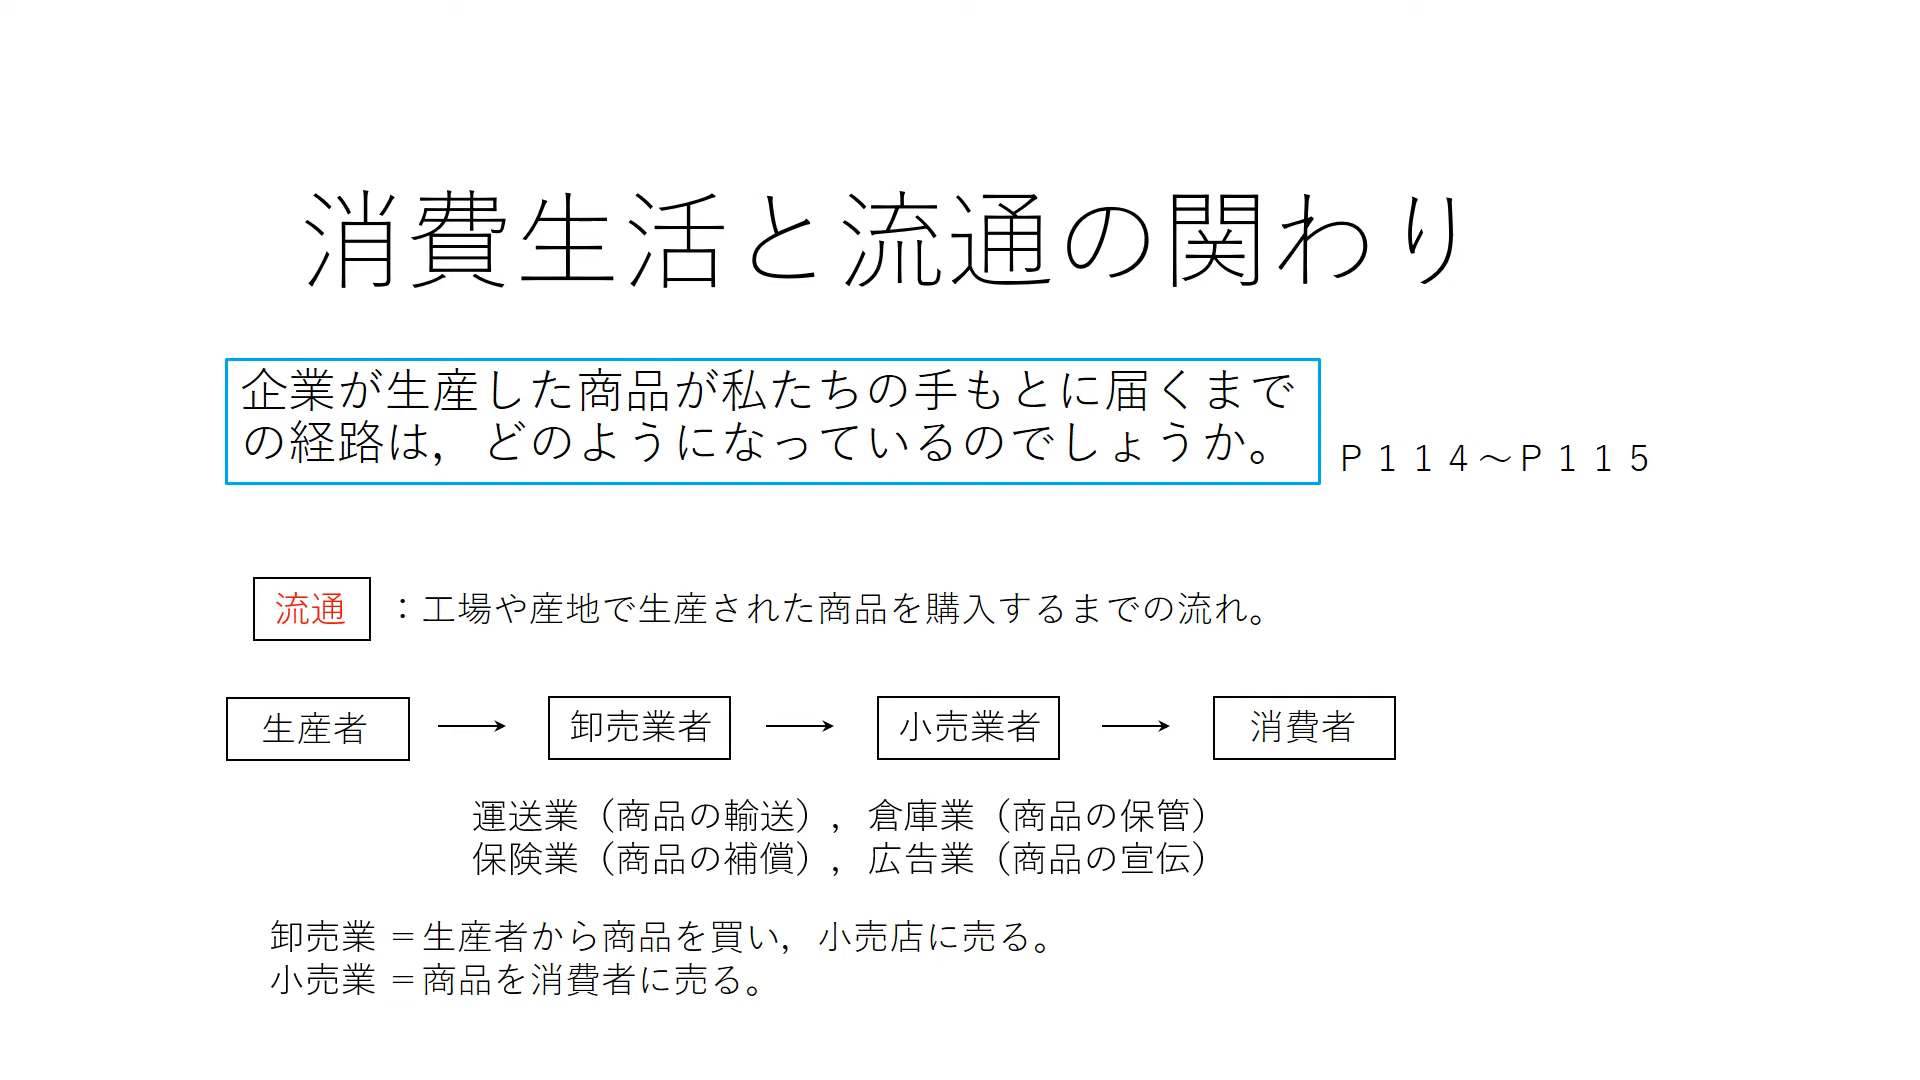 消費生活と流通の関わり
企業が生産した商品が私たちの手もとに届くまで
の経路は，どのようになっているのでしょうか。
Ｐ１１４～Ｐ１１５
流通 ：工場や産地で生産された商品を購入するまでの流れ。
生産者 → 卸売業者 → 小売業者 → 消費者
運送業（商品の輸送），倉庫業（商品の保管）
保険業（商品の補償），広告業（商品の宣伝）
卸売業 ＝生産者から商品を買い，小売店に売る。
小売業 ＝商品を消費者に売る。